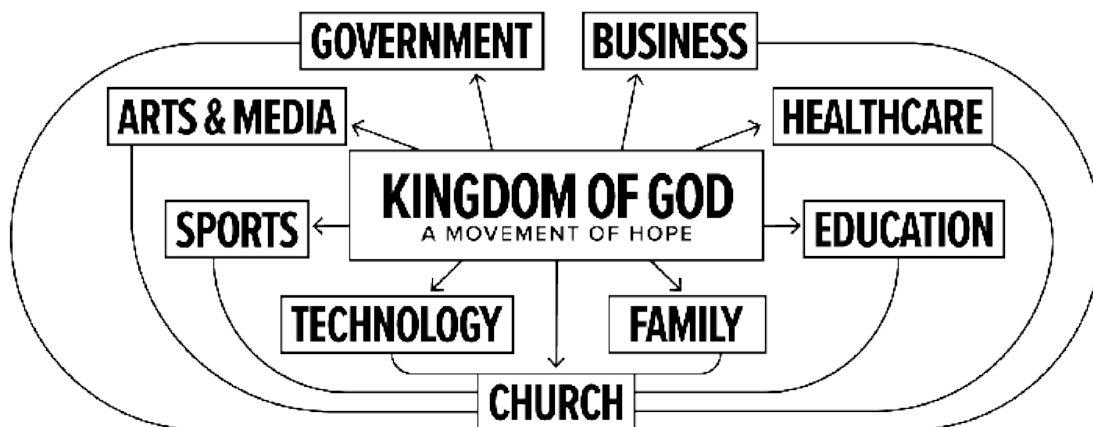 GOVERNMENT
BUSINESS
ARTS & MEDIA
HEALTHCARE
KINGDOM OF GOD
A MOVEMENT OF HOPE
SPORTS
EDUCATION
TECHNOLOGY
FAMILY
CHURCH